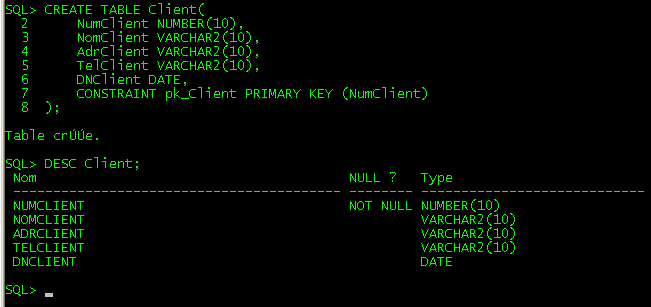 SQL> CREATE TABLE Client(
  2      NumClient NUMBER(10),
  3      NomClient VARCHAR2(10),
  4      AdrClient VARCHAR2(10),
  5      TelClient VARCHAR2(10),
  6      DNClient DATE,
  7      CONSTRAINT pk_Client PRIMARY KEY (NumClient)
  8  );
Table crÚÚe.
SQL> DESC Client;
 Nom                                       NULL ?   Type
 ----------------------------------------- -------- ----------------------------
 NUMCLIENT                                 NOT NULL NUMBER(10)
 NOMCLIENT                                          VARCHAR2(10)
 ADRCLIENT                                          VARCHAR2(10)
 TELCLIENT                                          VARCHAR2(10)
 DNCLIENT                                           DATE
SQL> _